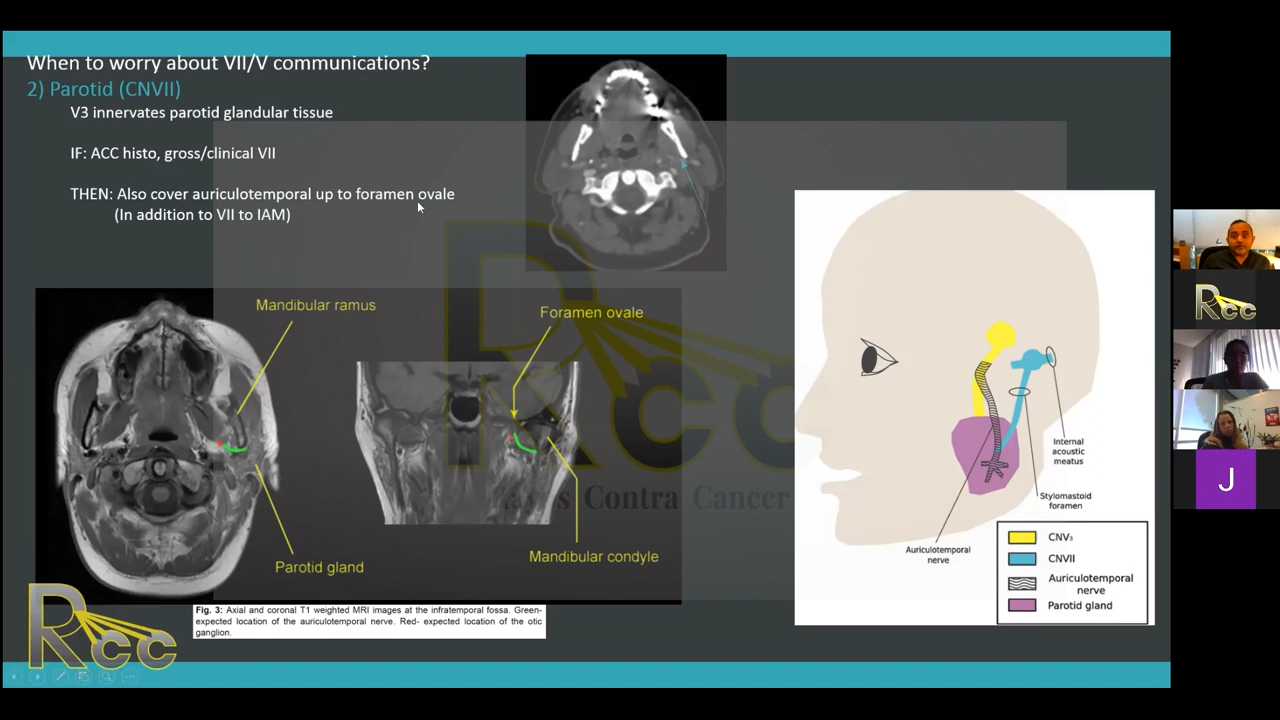 When to worry about VII/V communications?
2) Parotid (CNVII)
V3 innervates parotid glandular tissue
IF: ACC histo, gross/clinical VII
THEN: Also cover auriculotemporal up to foramen ovale
(In addition to VII to IAM)
Mandibular ramus
Parotid gland
Foramen ovale
Mandibular condyle
Fig. 3: Axial and coronal T1 weighted MRI images at the infratemporal fossa. Green-
expected location of the auriculotemporal nerve. Red- expected location of the otic
ganglion.
Internal
acoustic
meatus
Stylomastoid
foramen
Auriculotemporal
nerve
CNV₃
CNVII
Auriculotemporal
nerve
Parotid gland
Rcc
Contra Cancer
Rcc
Rcc
J